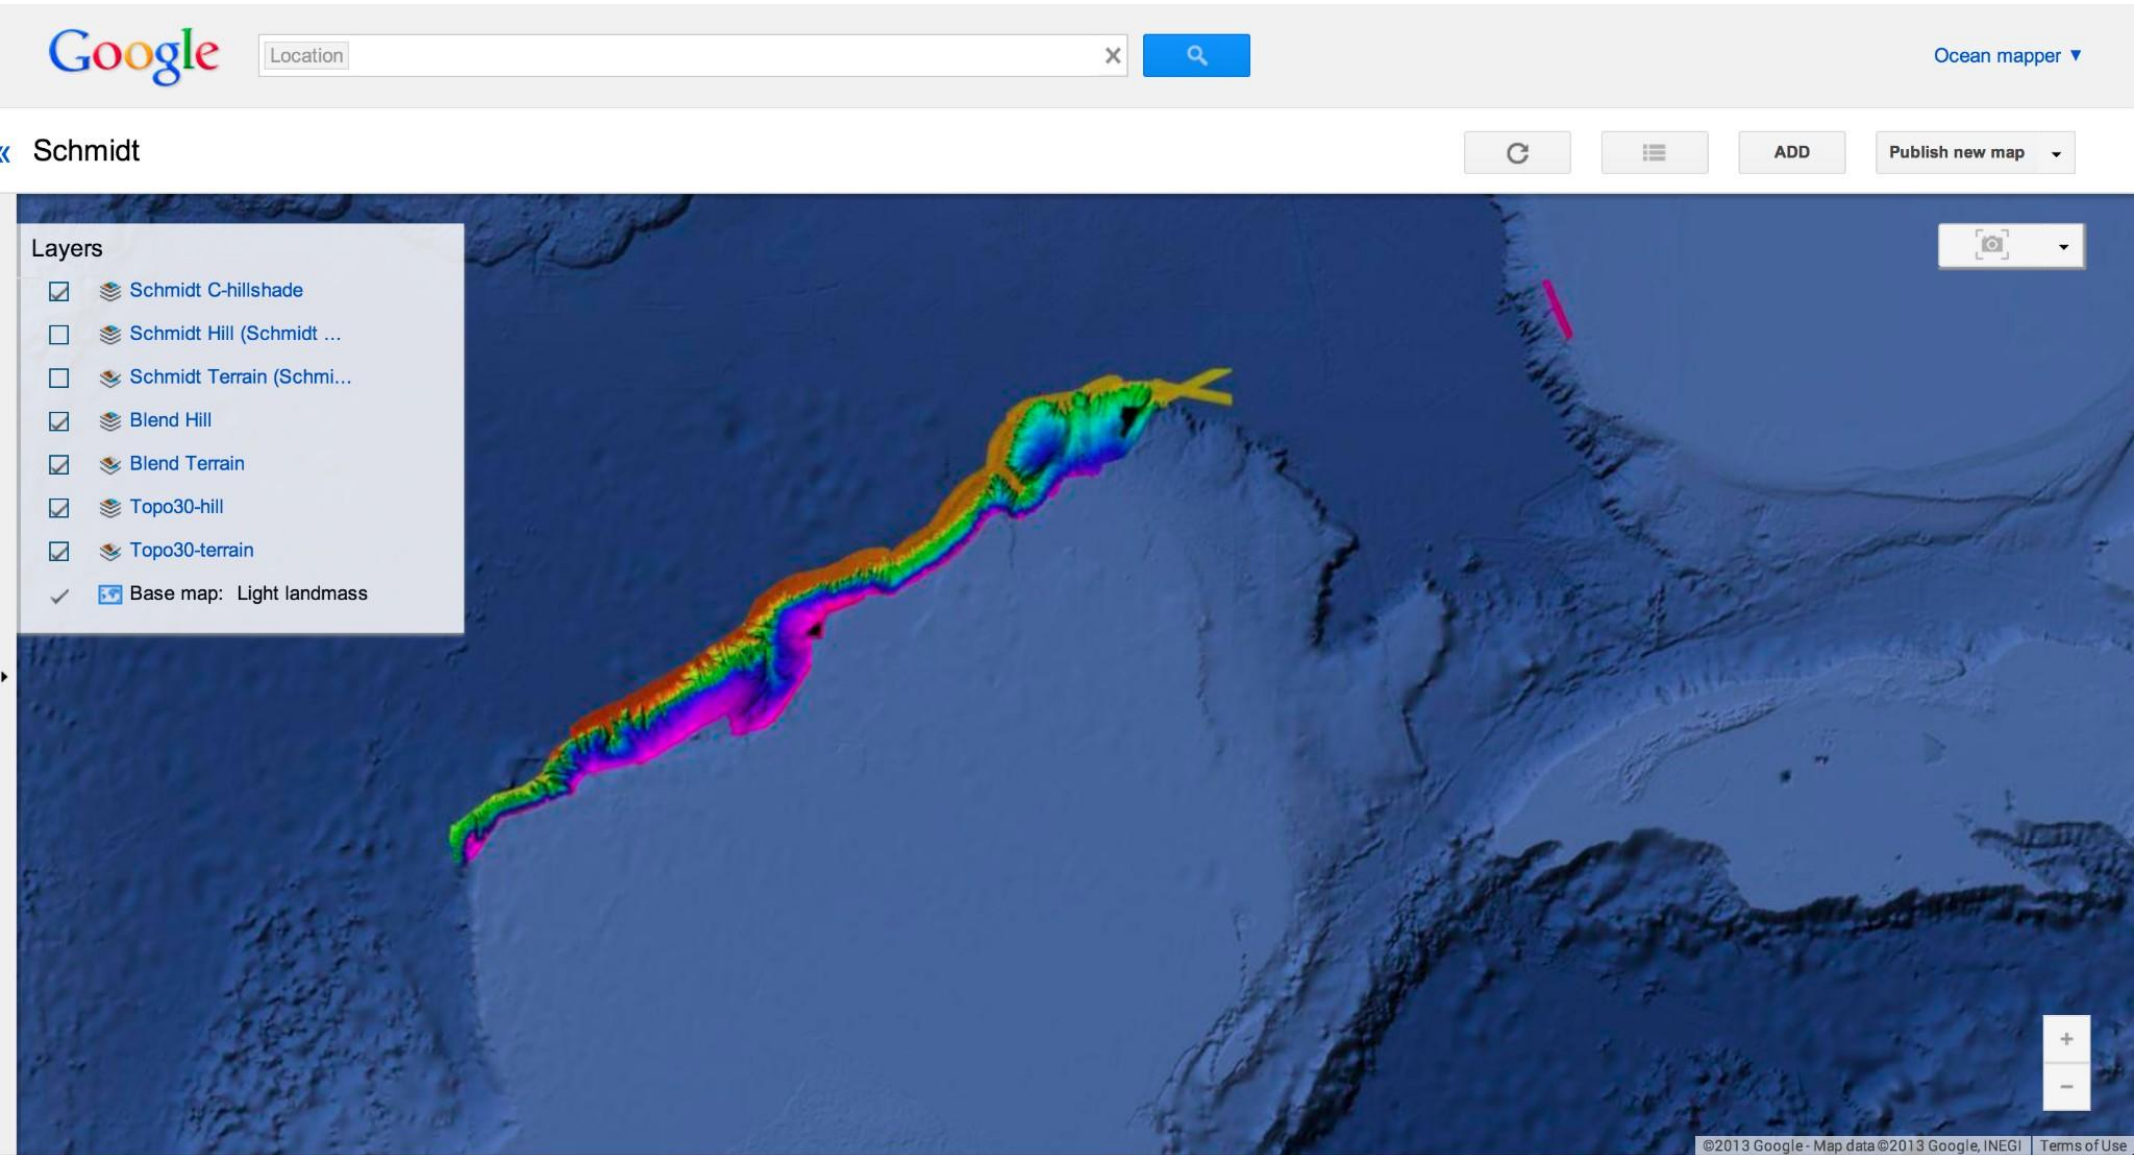 Google
Location
Ocean mapper ▼
« Schmidt
ADD
Publish new map
Layers
Schmidt C-hillshade
Schmidt Hill (Schmidt ...
Schmidt Terrain (Schmi...
Blend Hill
Blend Terrain
Topo30-hill
Topo30-terrain
Base map: Light landmass
+
−
©2013 Google - Map data ©2013 Google, INEGI Terms of Use